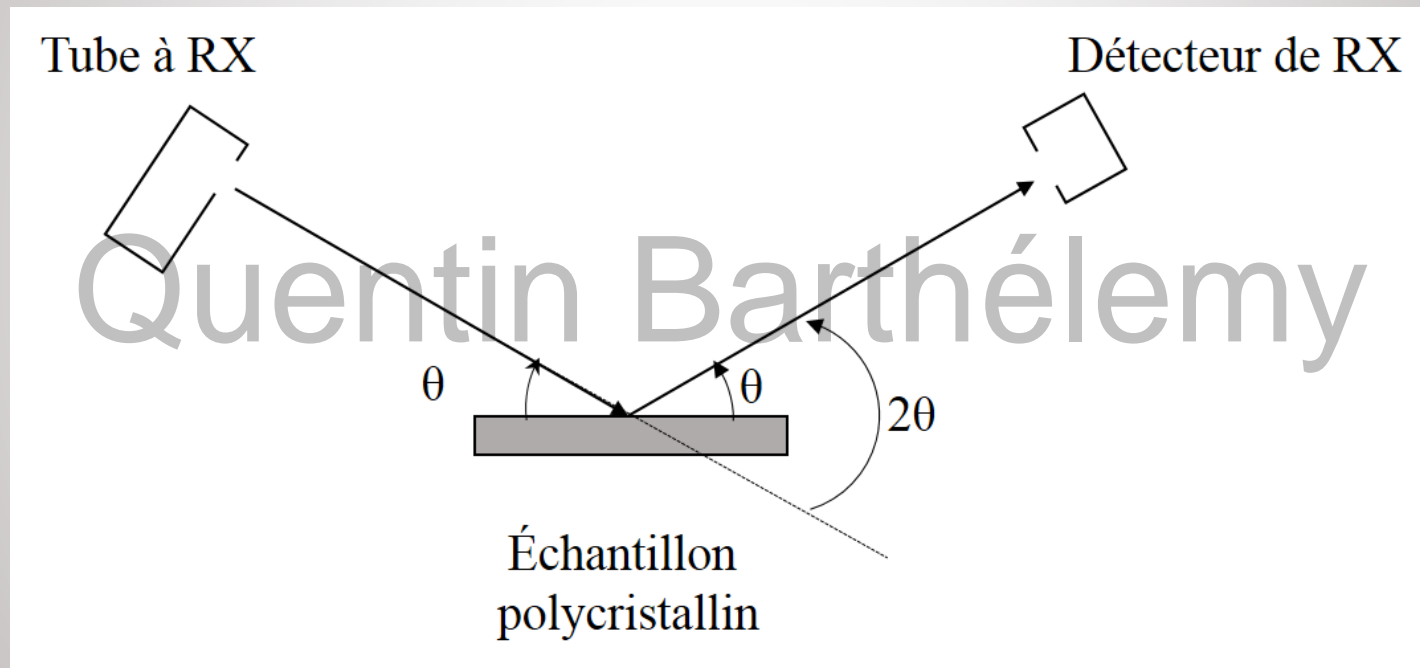 Tube à RX
Détecteur de RX
Quentin Barthélemy
θ
θ
2θ
Échantillon
polycristallin